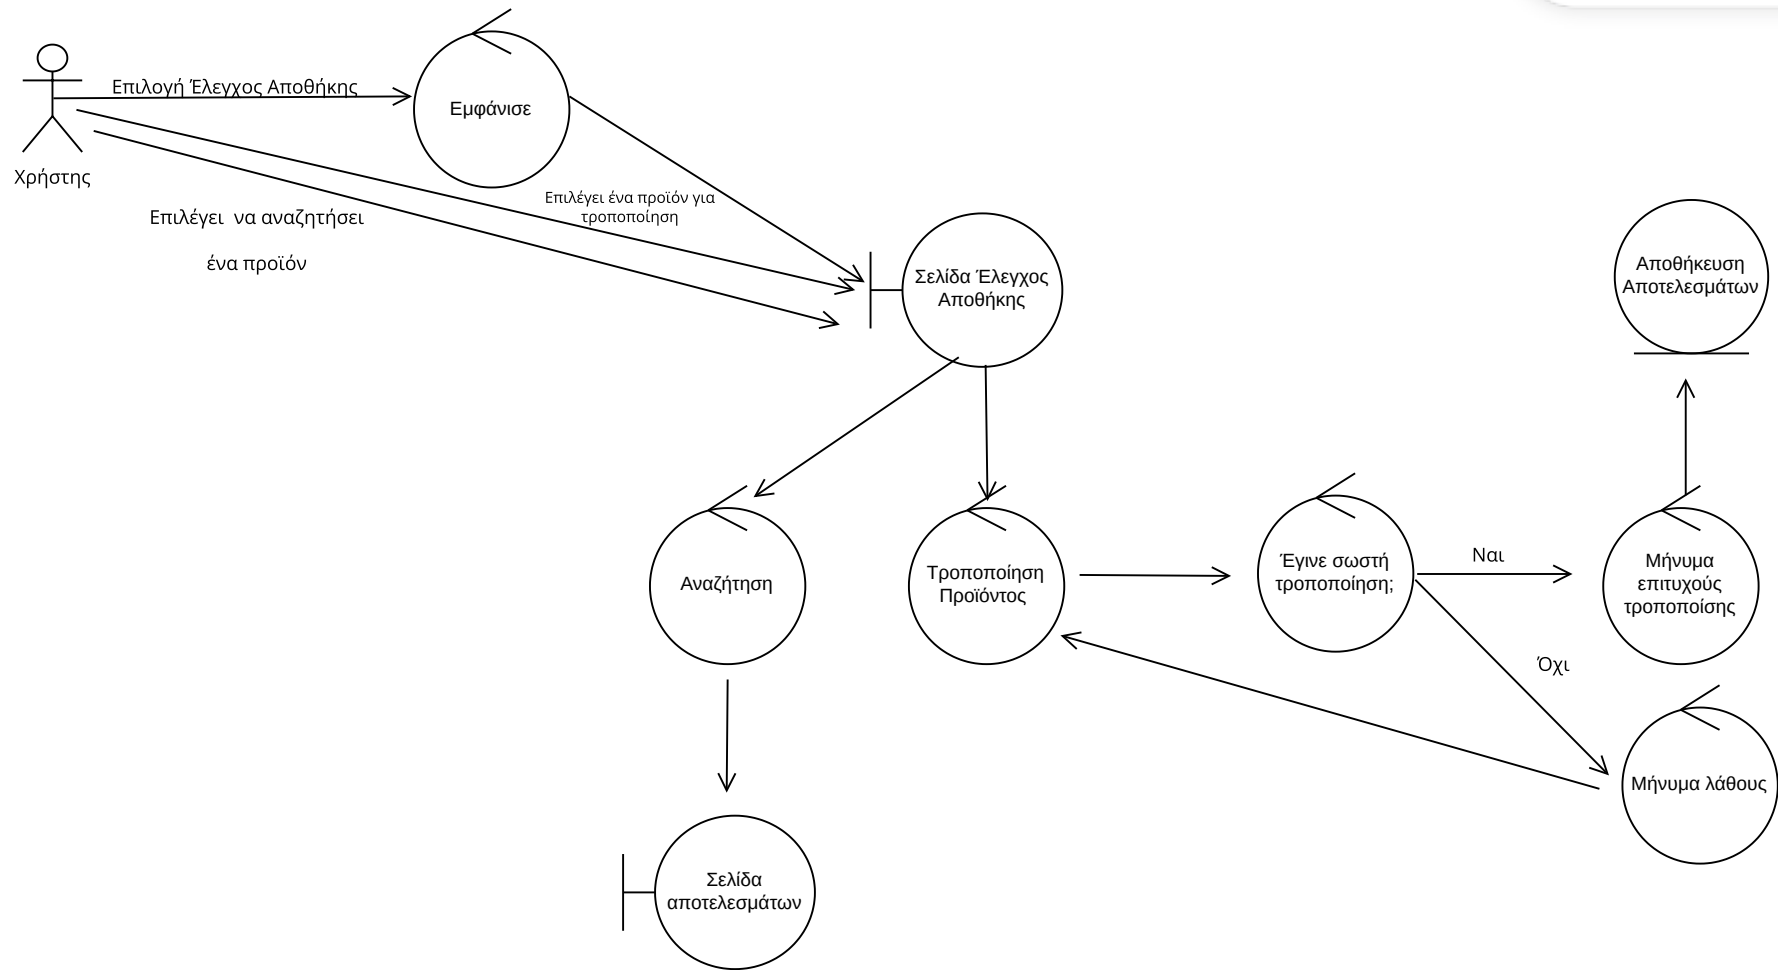 Επιλογή Έλεγχος Αποθήκης
Εμφάνισε
Χρήστης
Επιλέγει ένα προϊόν για
τροποποίηση
Επιλέγει να αναζητήσει
ένα προϊόν
Σελίδα Έλεγχος
Αποθήκης
Αποθήκευση
Αποτελεσμάτων
Αναζήτηση
Τροποποίηση
Προϊόντος
Έγινε σωστή
τροποποίηση;
Ναι
Μήνυμα
επιτυχούς
τροποποίσης
Όχι
Μήνυμα λάθους
Σελίδα
αποτελεσμάτων